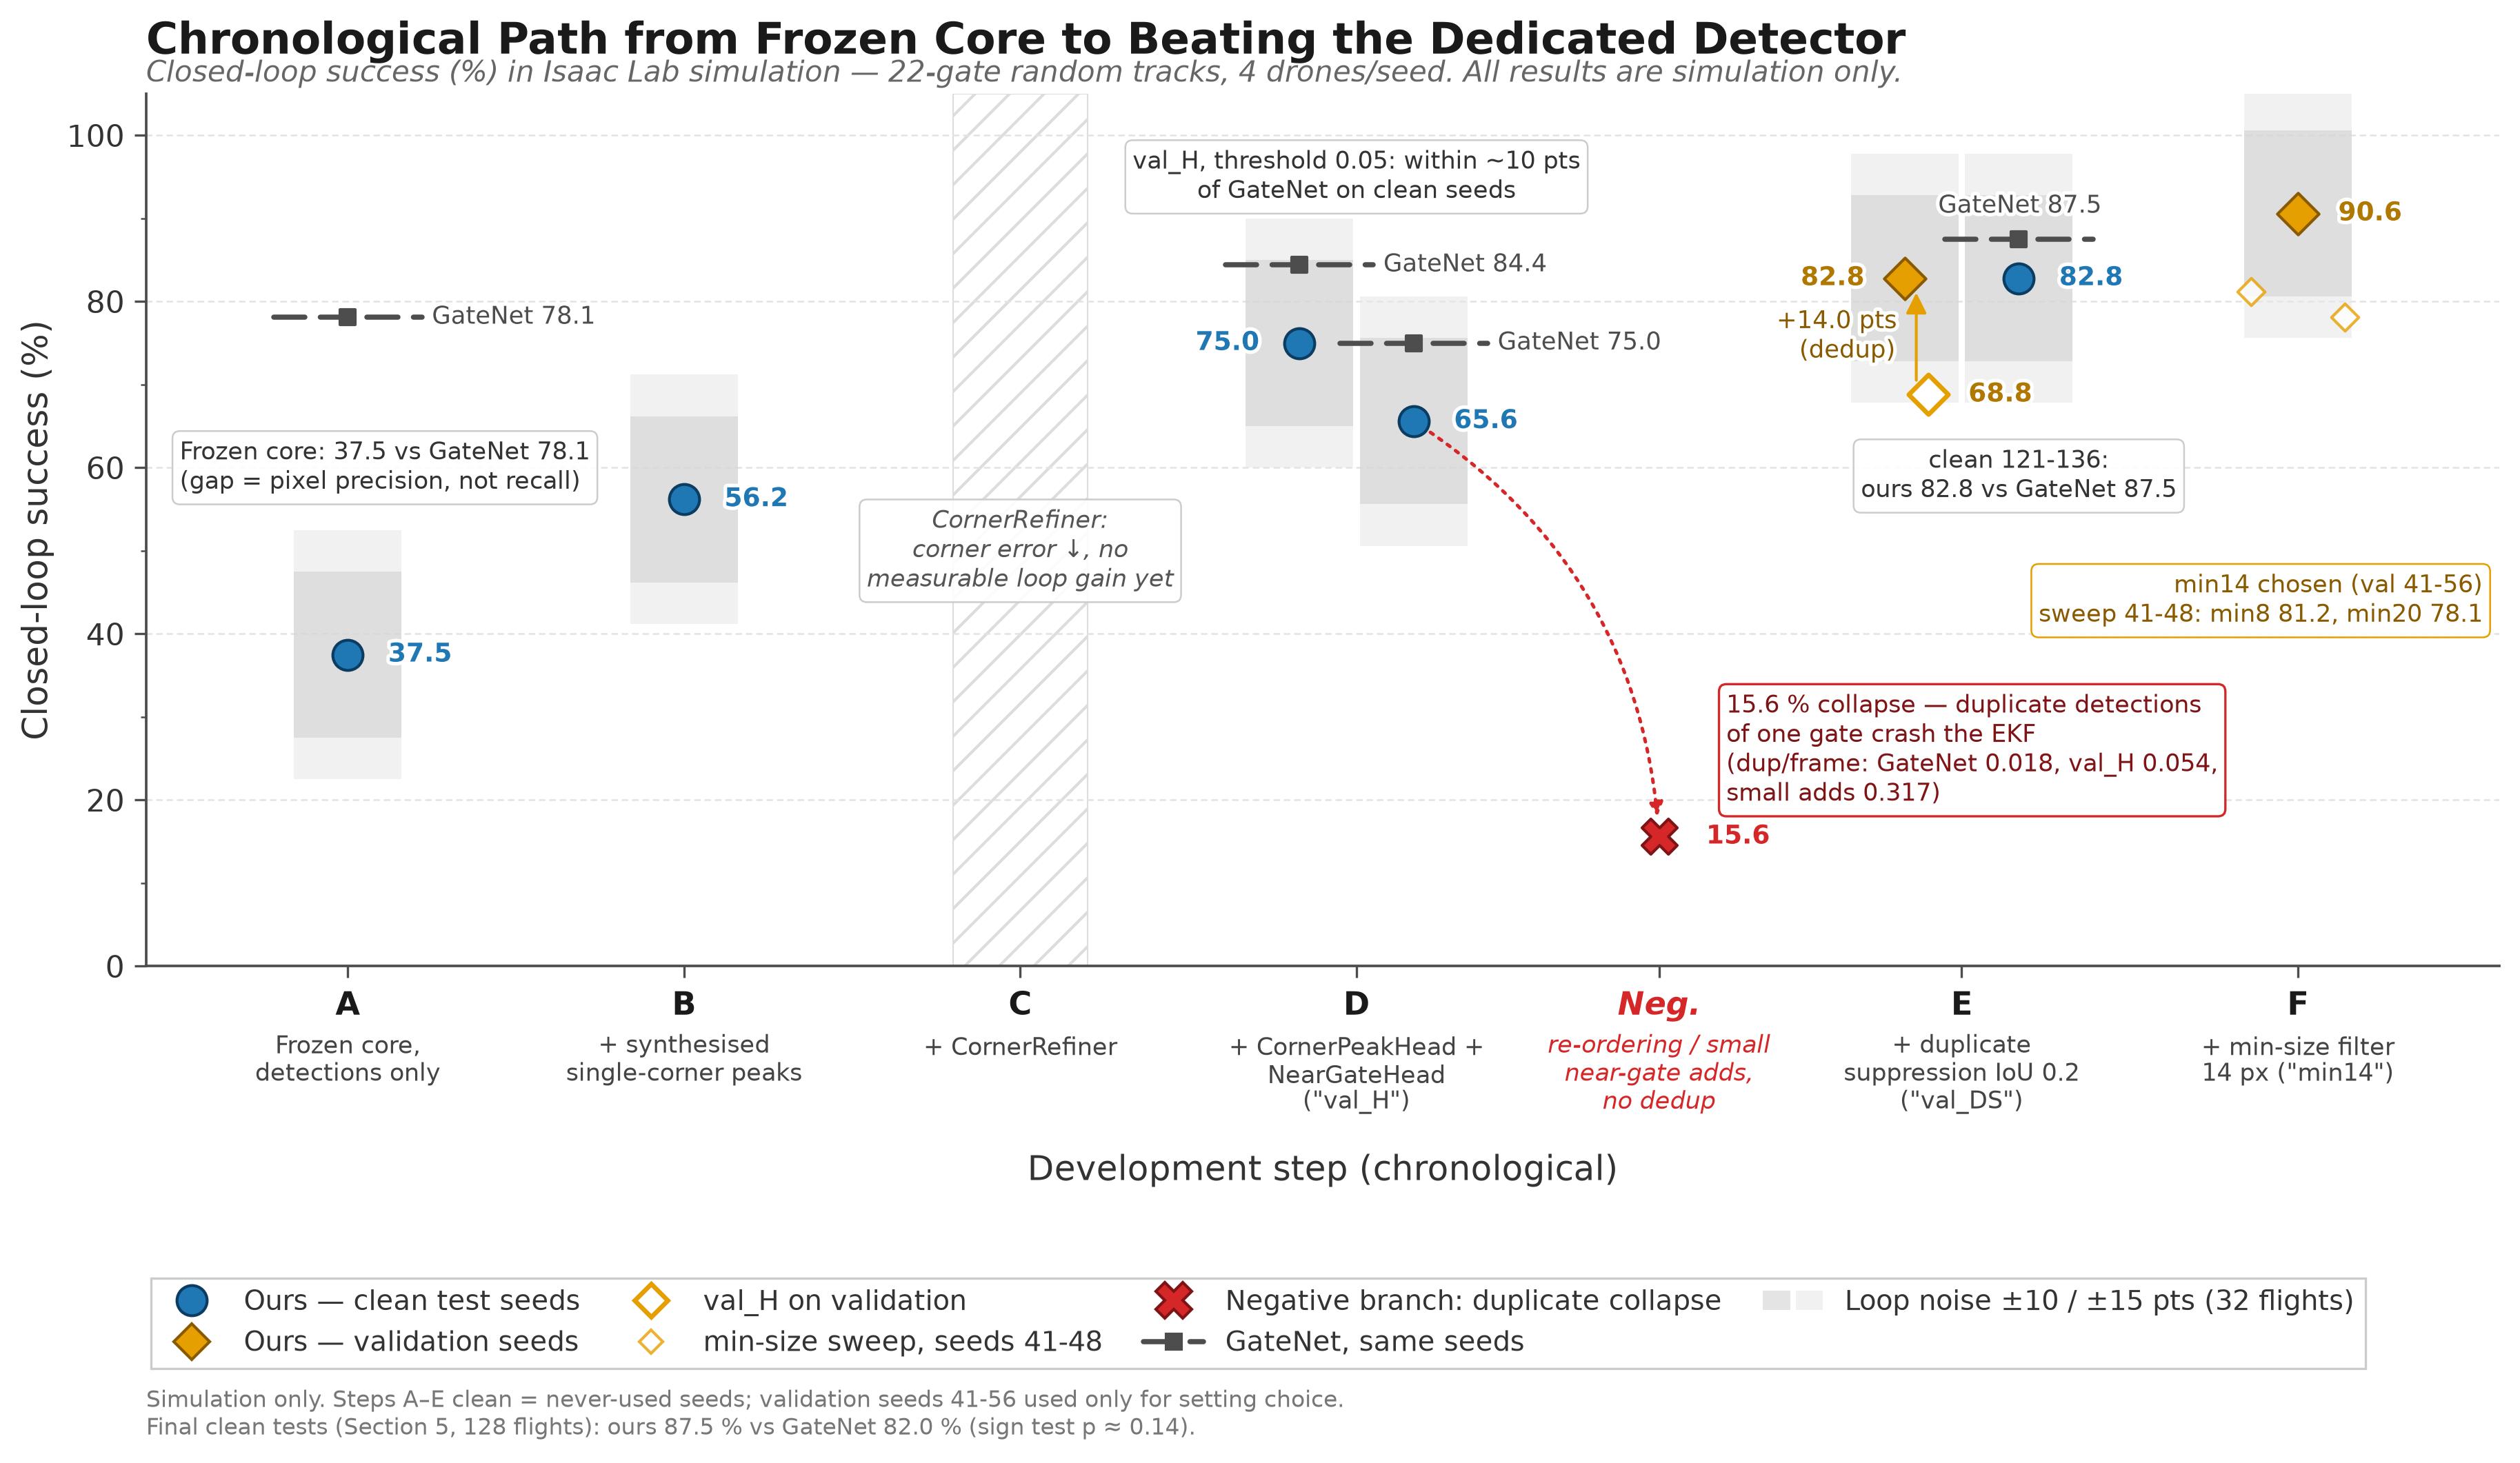 Chronological Path from Frozen Core to Beating the Dedicated Detector
Closed-loop success (%) in Isaac Lab simulation — 22-gate random tracks, 4 drones/seed. All results are simulation only.
Closed-loop success (%)
100
80
60
40
20
0
GateNet 78.1
Frozen core: 37.5 vs GateNet 78.1
(gap = pixel precision, not recall)
37.5
56.2
CornerRefiner:
corner error ↓, no
measurable loop gain yet
val_H, threshold 0.05: within ~10 pts
of GateNet on clean seeds
GateNet 84.4
75.0
GateNet 75.0
65.6
15.6
15.6 % collapse — duplicate detections
of one gate crash the EKF
(dup/frame: GateNet 0.018, val_H 0.054,
small adds 0.317)
GateNet 87.5
82.8
82.8
+14.0 pts
(dedup)
68.8
clean 121-136:
ours 82.8 vs GateNet 87.5
90.6
min14 chosen (val 41-56)
sweep 41-48: min8 81.2, min20 78.1
A
Frozen core,
detections only
B
+ synthesised
single-corner peaks
C
+ CornerRefiner
D
+ CornerPeakHead +
NearGateHead
("val_H")
Neg.
re-ordering / small
near-gate adds,
no dedup
E
+ duplicate
suppression IoU 0.2
("val_DS")
F
+ min-size filter
14 px ("min14")
Development step (chronological)
Ours — clean test seeds
Ours — validation seeds
val_H on validation
min-size sweep, seeds 41-48
Negative branch: duplicate collapse
GateNet, same seeds
Loop noise ±10 / ±15 pts (32 flights)
Simulation only. Steps A–E clean = never-used seeds; validation seeds 41-56 used only for setting choice.
Final clean tests (Section 5, 128 flights): ours 87.5 % vs GateNet 82.0 % (sign test p ≈ 0.14).